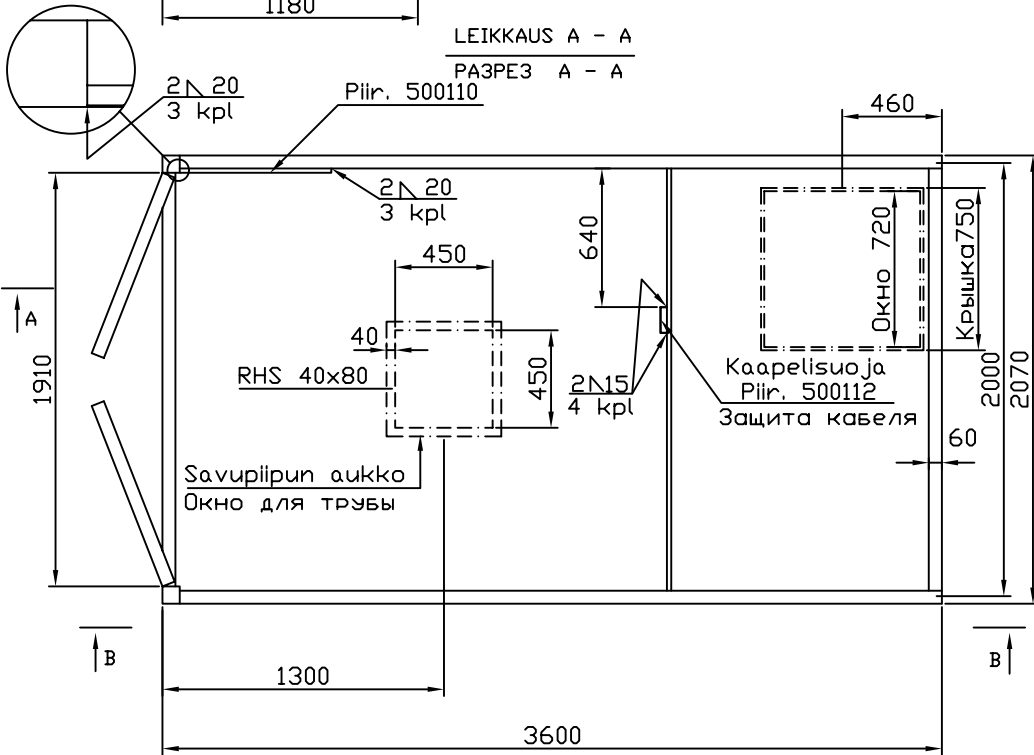 1180
LEIKKAUS A - A
РАЗРЕЗ A - A
2 20
3 kpl
Piir. 500110
460
2 20
3 kpl
640
450
Окно 720
Крышка 750
A
40
RHS 40x80
450
1910
2 15
4 kpl
Kaapelisuoja
Piir. 500112
Защита кабеля
2000
2070
60
Savupiipun aukko
Окно для трубы
B
B
1300
3600